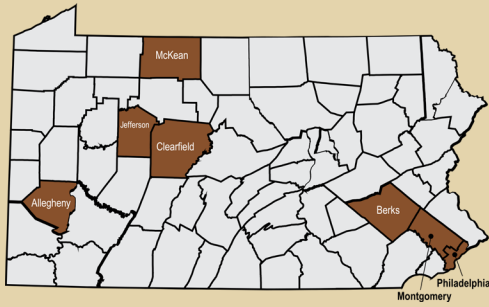 McKean
Jefferson
Clearfield
Allegheny
Berks
Philadelphia
Montgomery